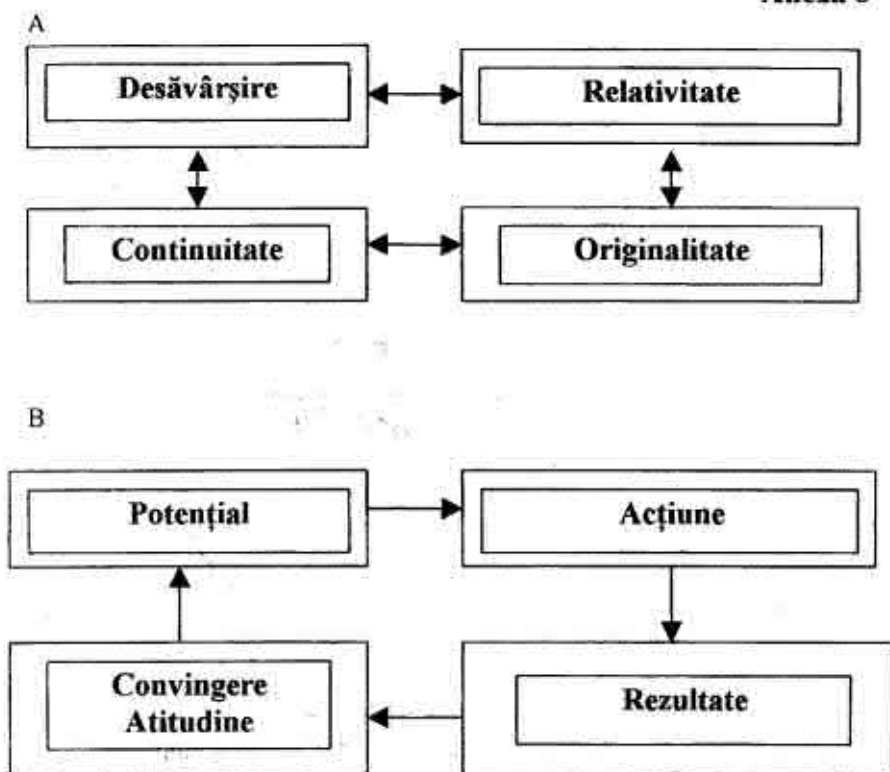 A
Desăvârșire
Relativitate
Continuitate
Originalitate
B
Potențial
Acțiune
Convingere
Atitudine
Rezultate